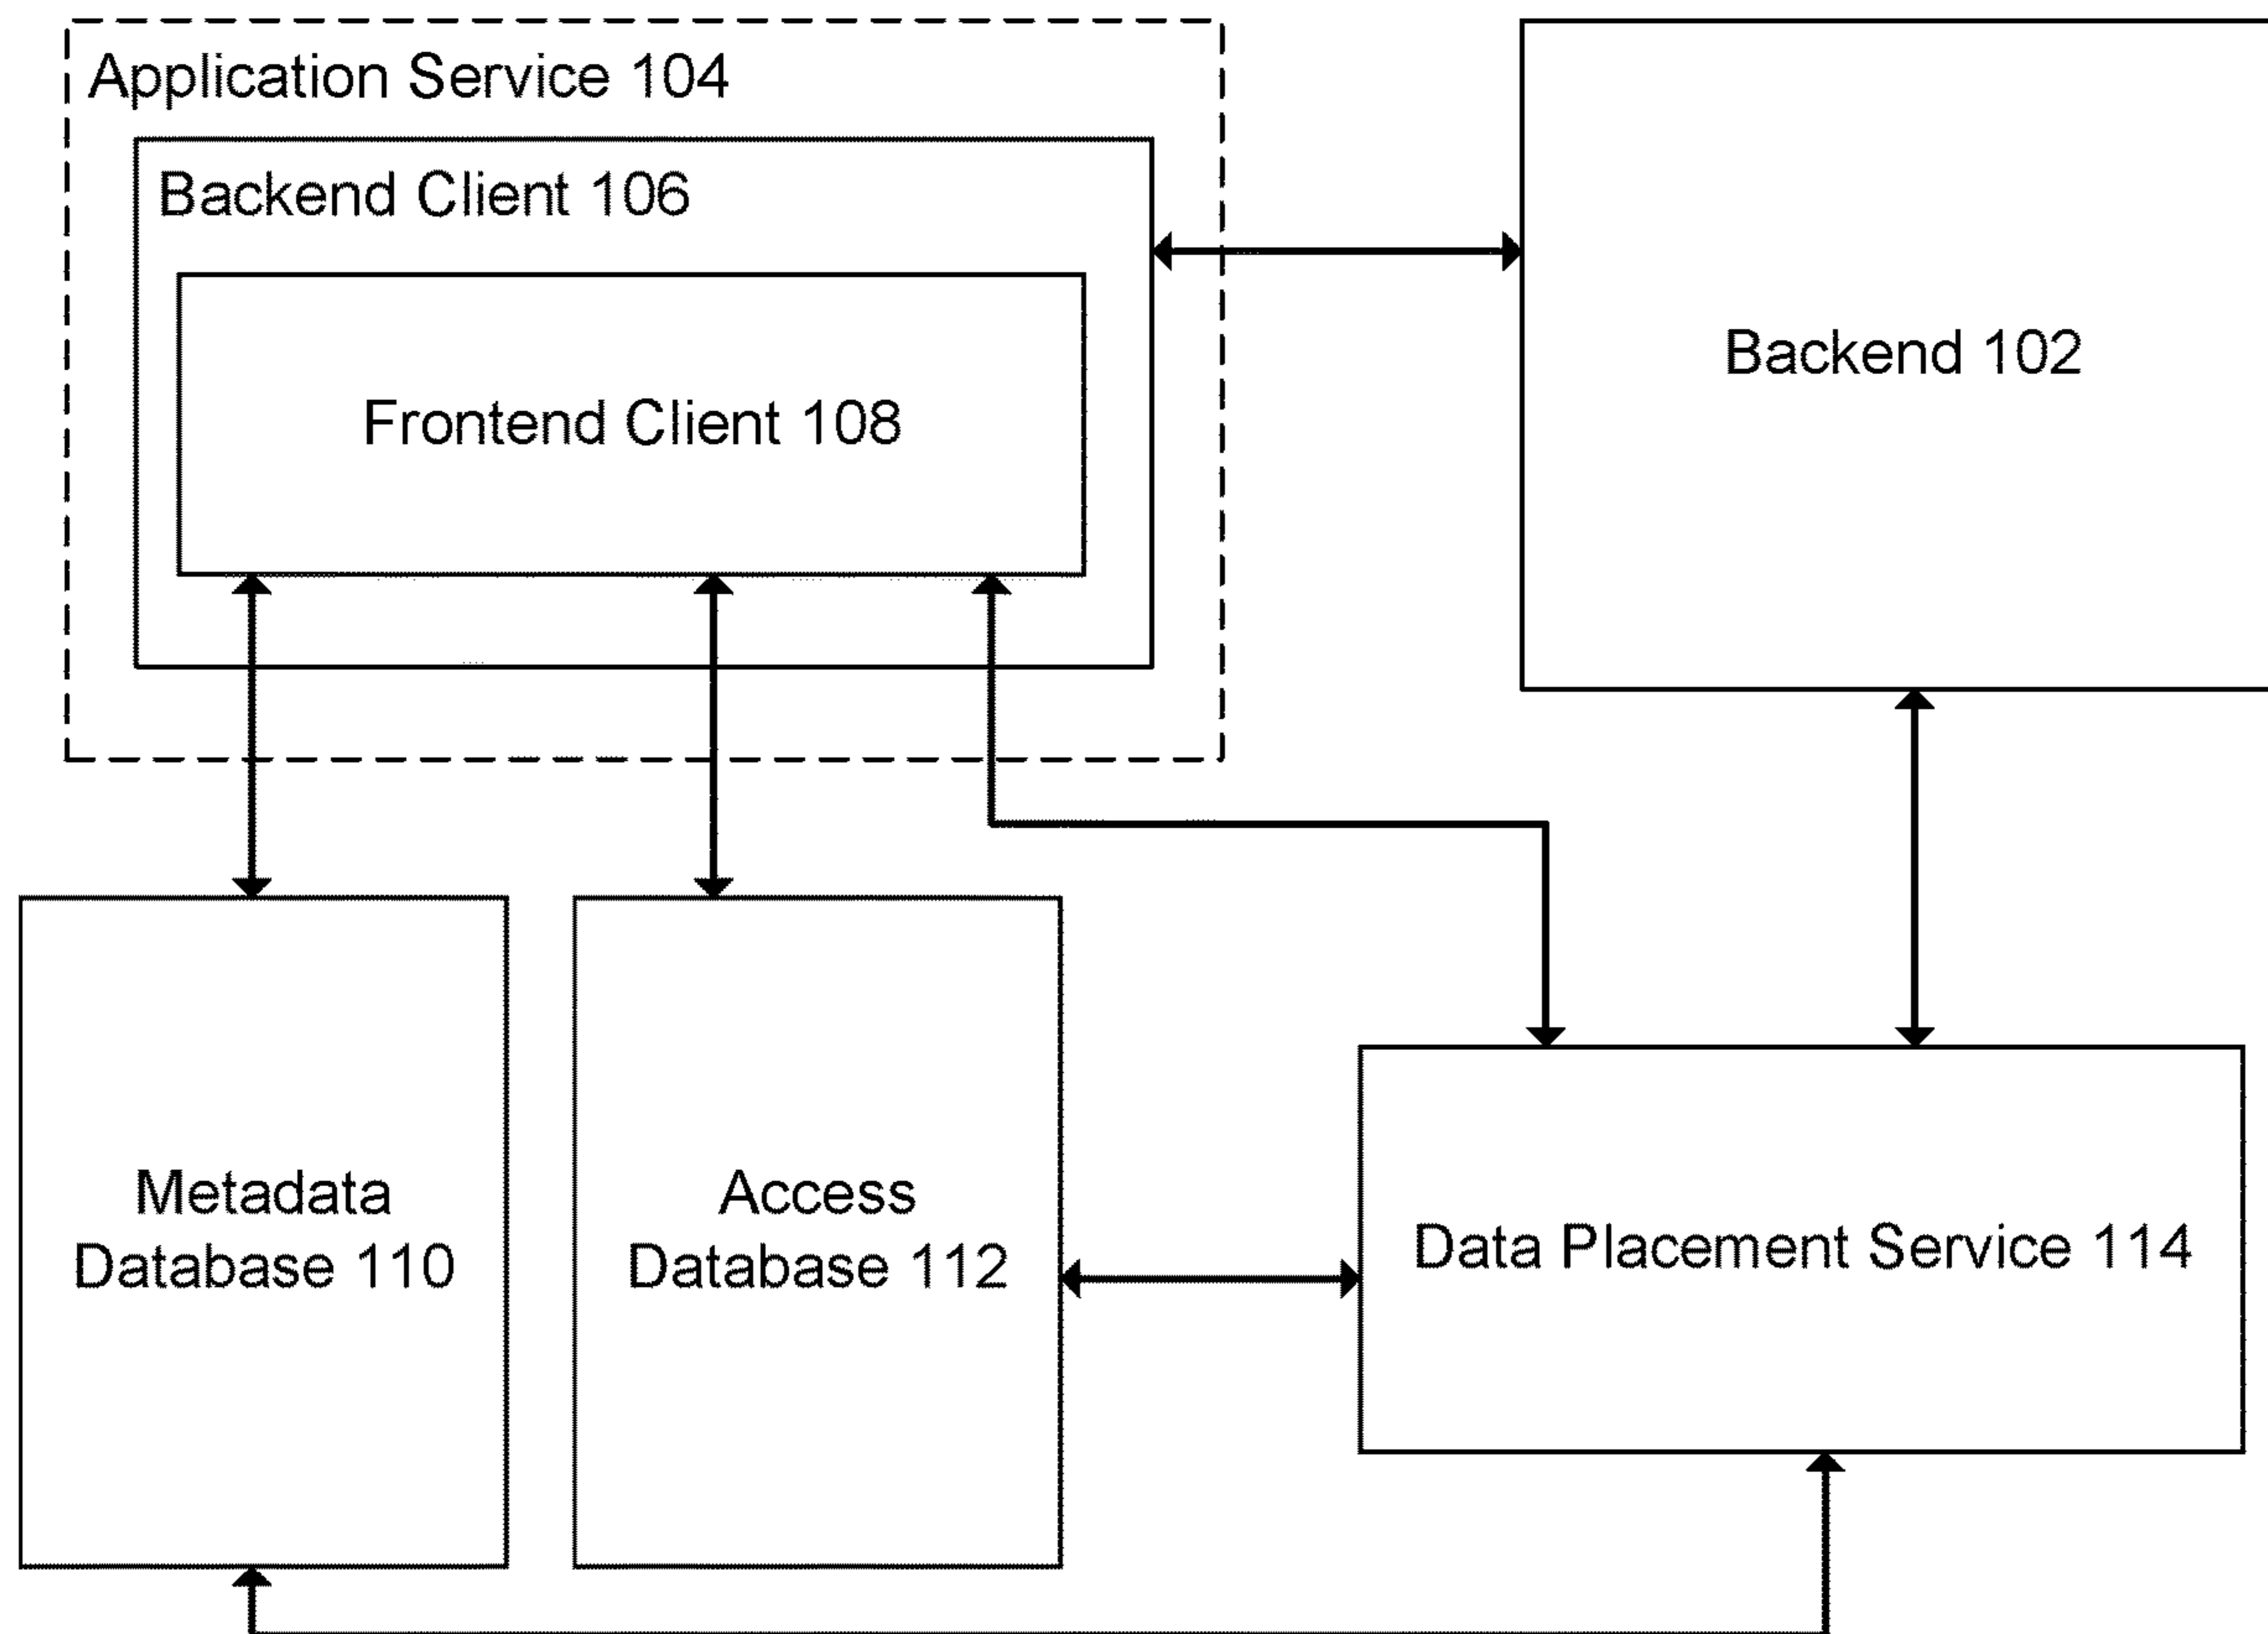 Application Service 104
Backend Client 106
Frontend Client 108
Backend 102
Metadata
Database 110
Access
Database 112
Data Placement Service 114